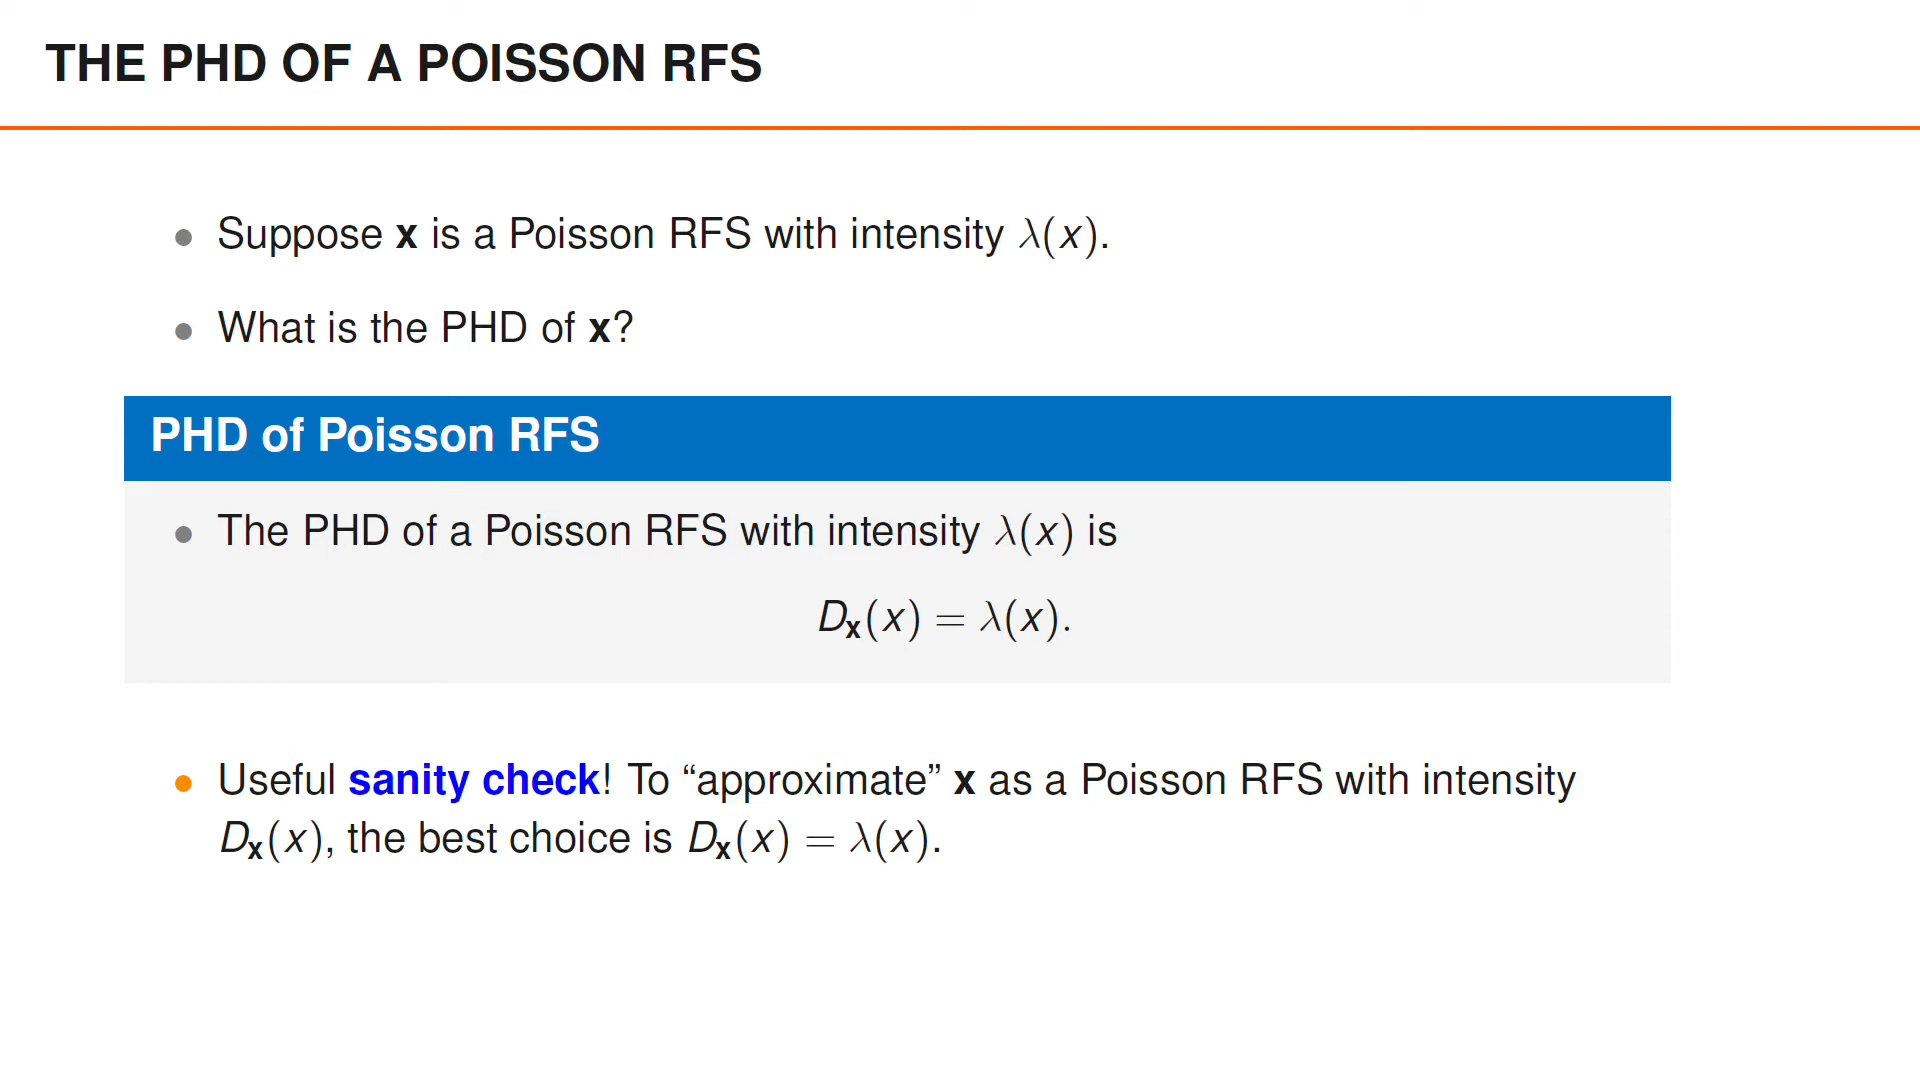 THE PHD OF A POISSON RFS
• Suppose 𝐱 is a Poisson RFS with intensity λ(x).
• What is the PHD of 𝐱?
PHD of Poisson RFS
• The PHD of a Poisson RFS with intensity λ(x) is
D𝐱(x) = λ(x).
• Useful sanity check! To “approximate” 𝐱 as a Poisson RFS with intensity
D𝐱(x), the best choice is D𝐱(x) = λ(x).